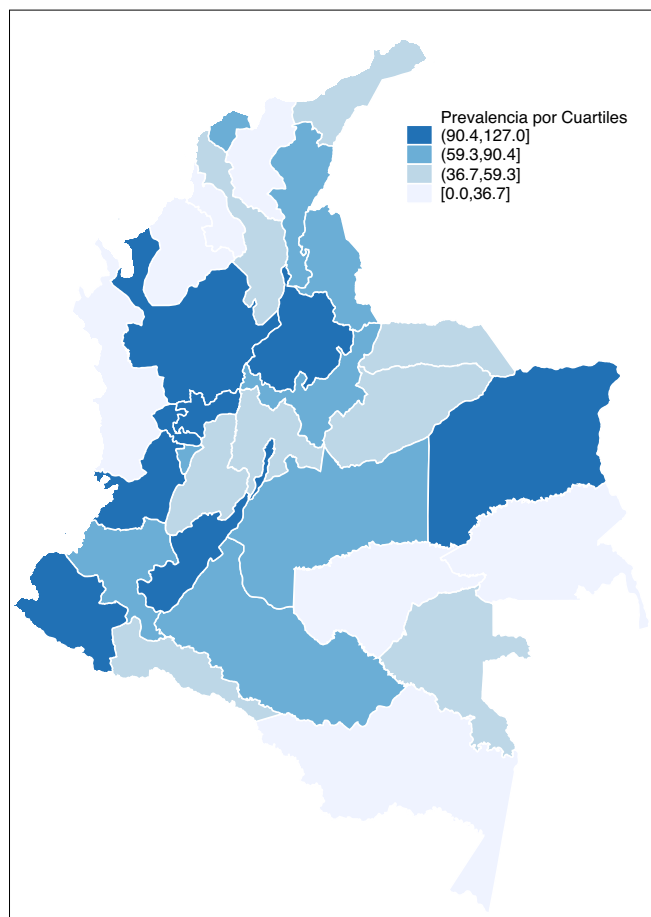 Prevalencia por Cuartiles
(90.4,127.0]
(59.3,90.4]
(36.7,59.3]
[0.0,36.7]